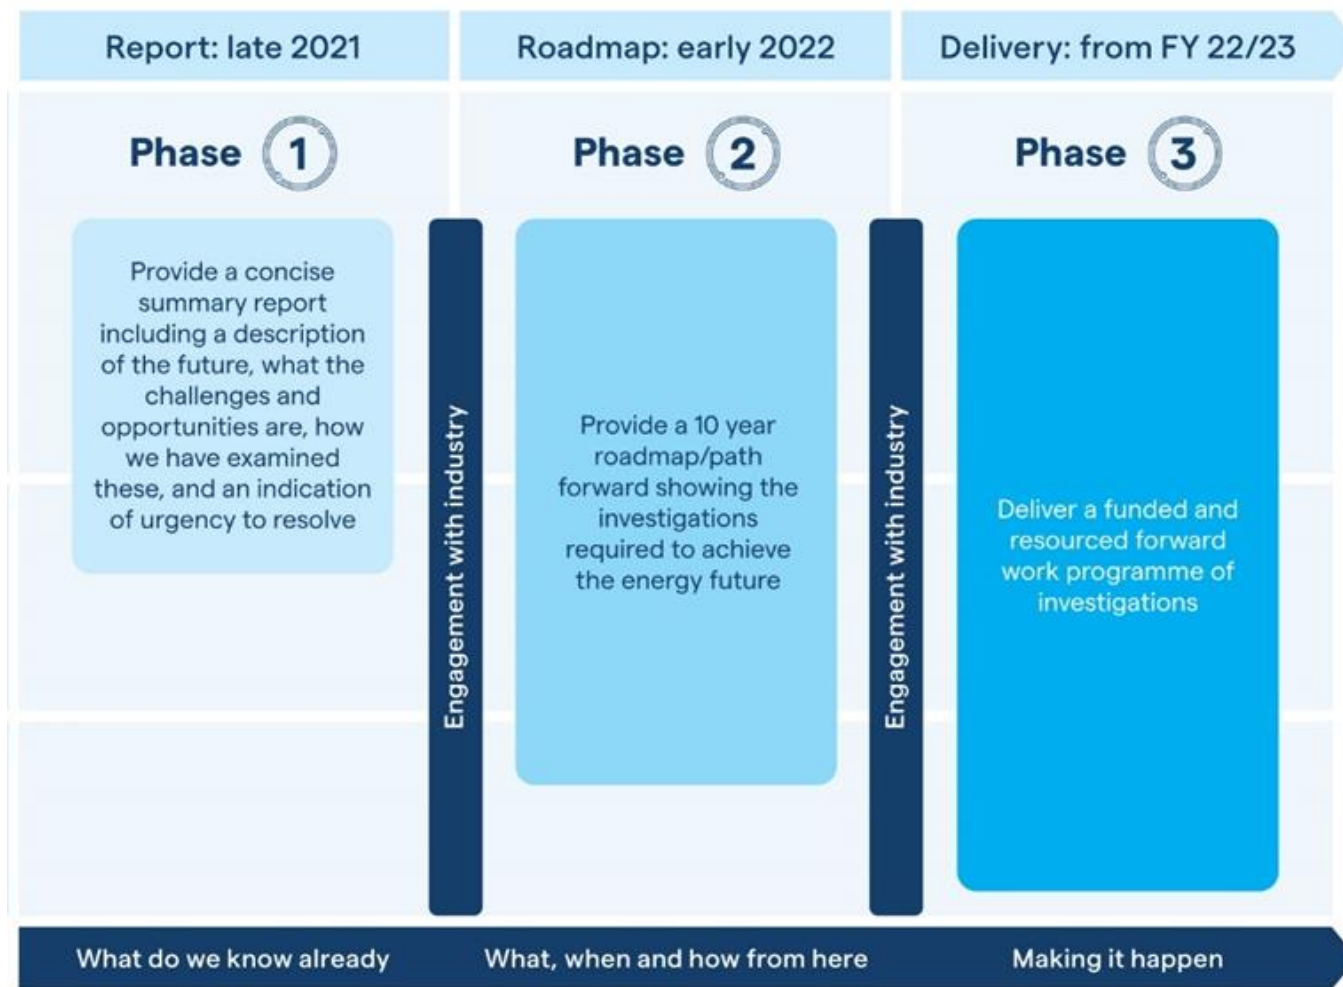 Report: late 2021
Roadmap: early 2022
Delivery: from FY 22/23
Phase 1
Phase 2
Phase 3
Provide a concise
summary report
including a description
of the future, what the
challenges and
opportunities are, how
we have examined
these, and an indication
of urgency to resolve
Engagement with industry
Provide a 10 year
roadmap/path
forward showing the
investigations
required to achieve
the energy future
Engagement with industry
Deliver a funded and
resourced forward
work programme of
investigations
What do we know already
What, when and how from here
Making it happen